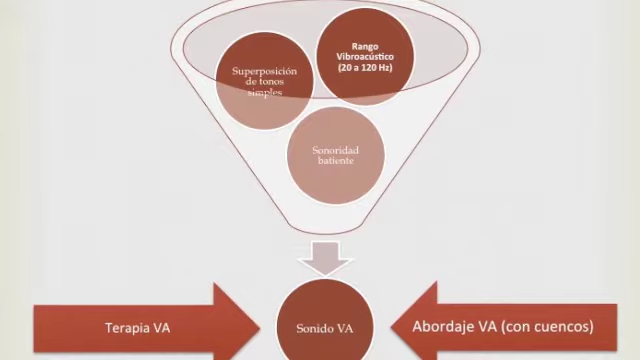 Rango
Vibroacústico
(20 a 120 Hz)
Superposición
de tonos
simples
Sonoridad
batiente
Terapia VA
Sonido VA
Abordaje VA (con cuencos)